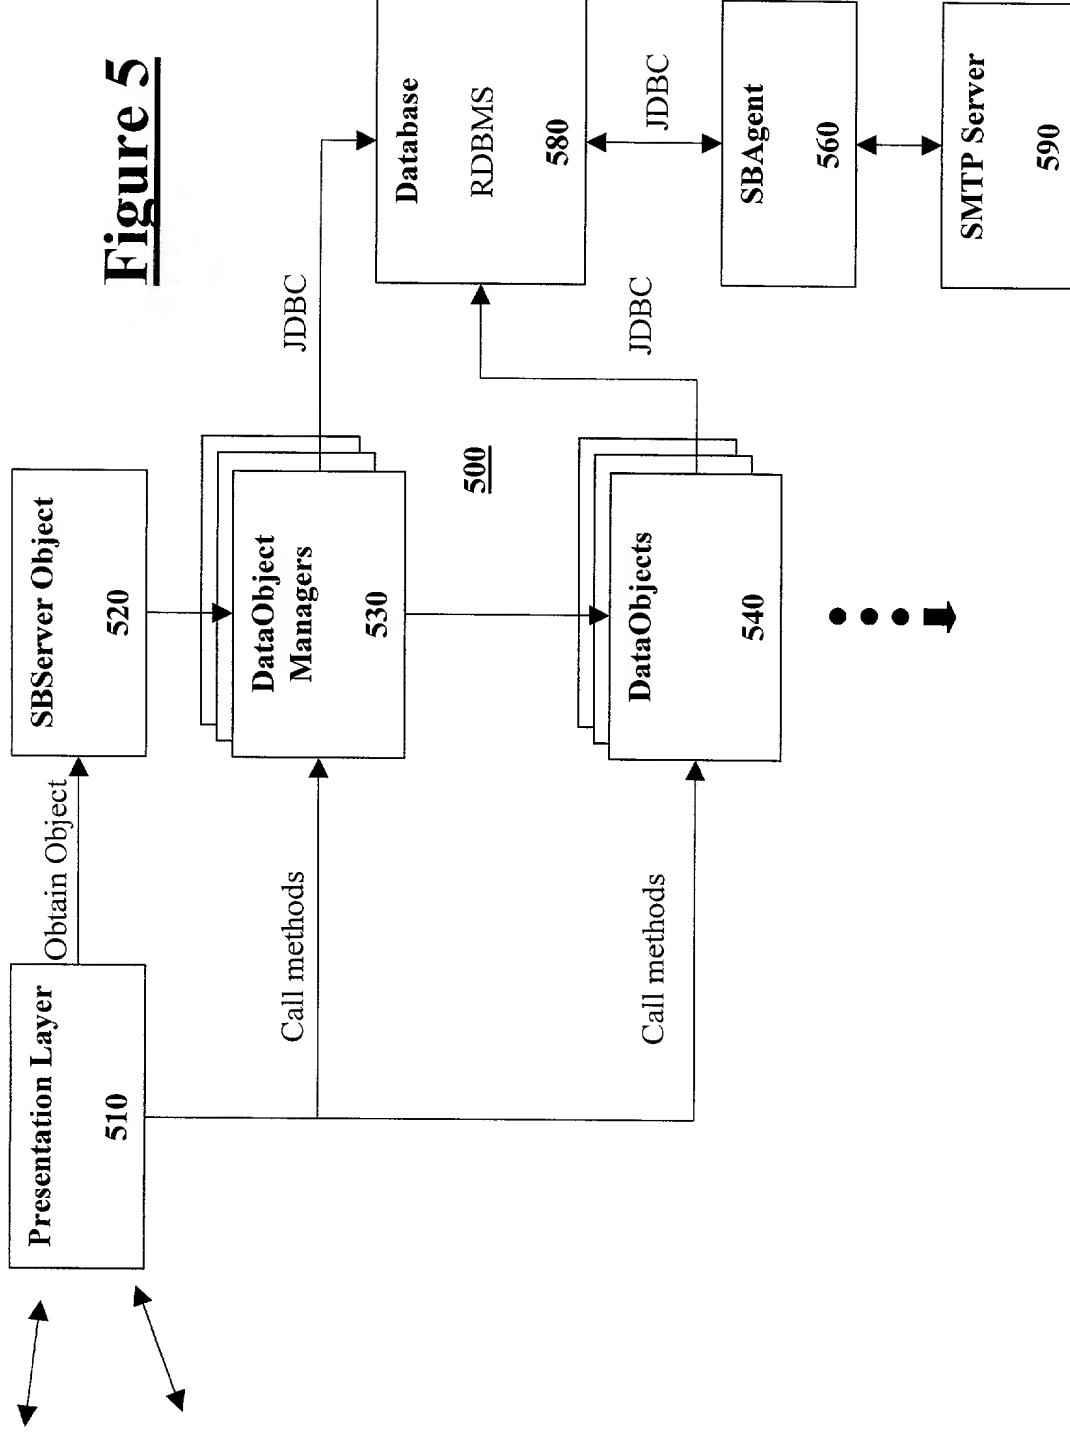 Figure 5
Presentation Layer
510
Obtain Object
SBServer Object
520
Call methods
DataObject
Managers
530
JDBC
Database
RDBMS
580
500
Call methods
DataObjects
540
JDBC
JDBC
SBAgent
560
SMTP Server
590